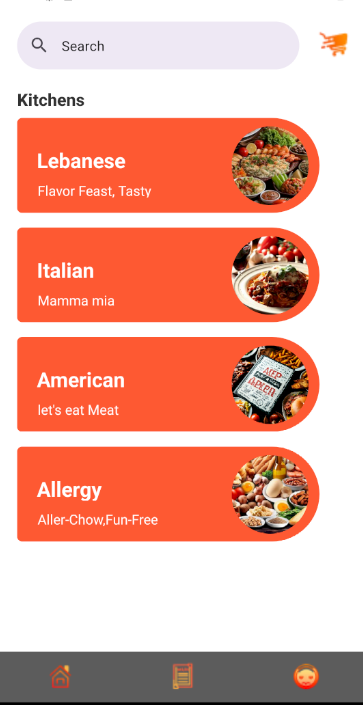 Search
Kitchens
Lebanese
Flavor Feast, Tasty
Italian
Mamma mia
American
let's eat Meat
Allergy
Aller-Chow,Fun-Free